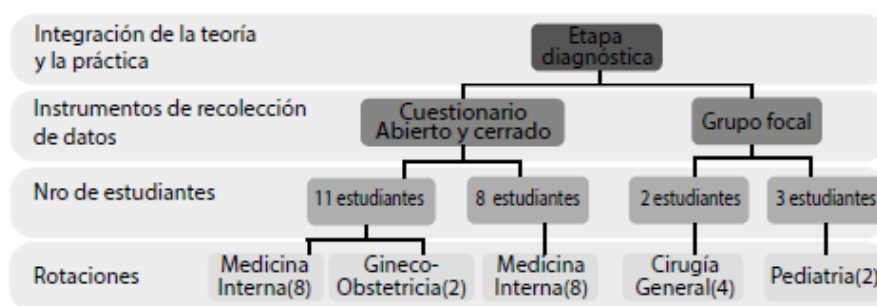 Integración de la teoría
y la práctica
Etapa
diagnóstica
Instrumentos de recolección
de datos
Cuestionario
Abierto y cerrado
Grupo focal
Nro de estudiantes
11 estudiantes
8 estudiantes
2 estudiantes
3 estudiantes
Rotaciones
Medicina
Interna(8)
Gineco-
Obstetricia(2)
Medicina
Interna(8)
Cirugía
General(4)
Pediatria(2)